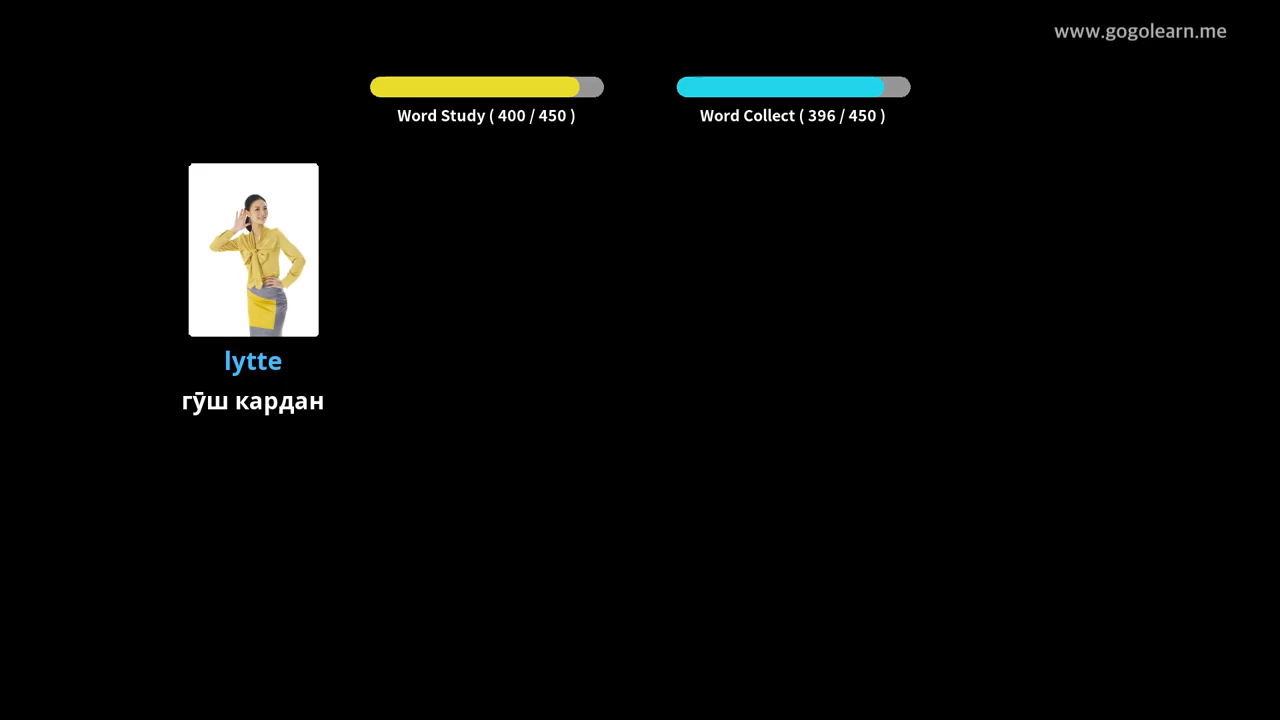 www.gogolearn.me
Word Study ( 400 / 450 )
Word Collect ( 396 / 450 )
lytte
гӯш кардан